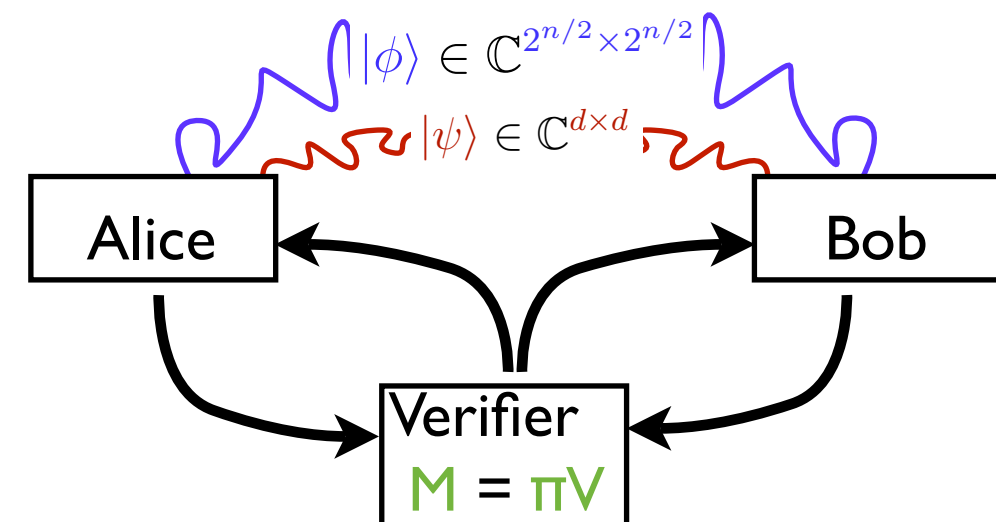 |ϕ⟩ ∈ ℂ^{2^{n/2}×2^{n/2}}
|ψ⟩ ∈ ℂ^{d×d}
Alice
Bob
Verifier
M = πV